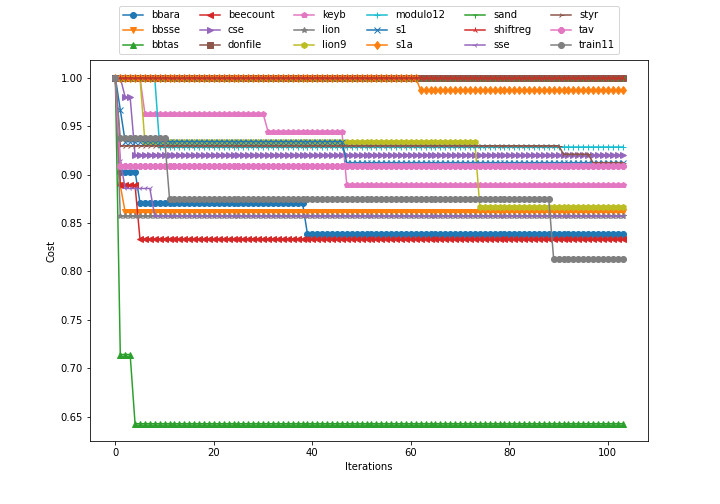 bbara beecount keyb modulo12 sand styr
bbsse cse lion s1 shiftreg tav
bbtas donfile lion9 s1a sse train11
1.00
0.95
0.90
0.85
0.80
0.75
0.70
0.65
Cost
0 20 40 60 80 100
Iterations